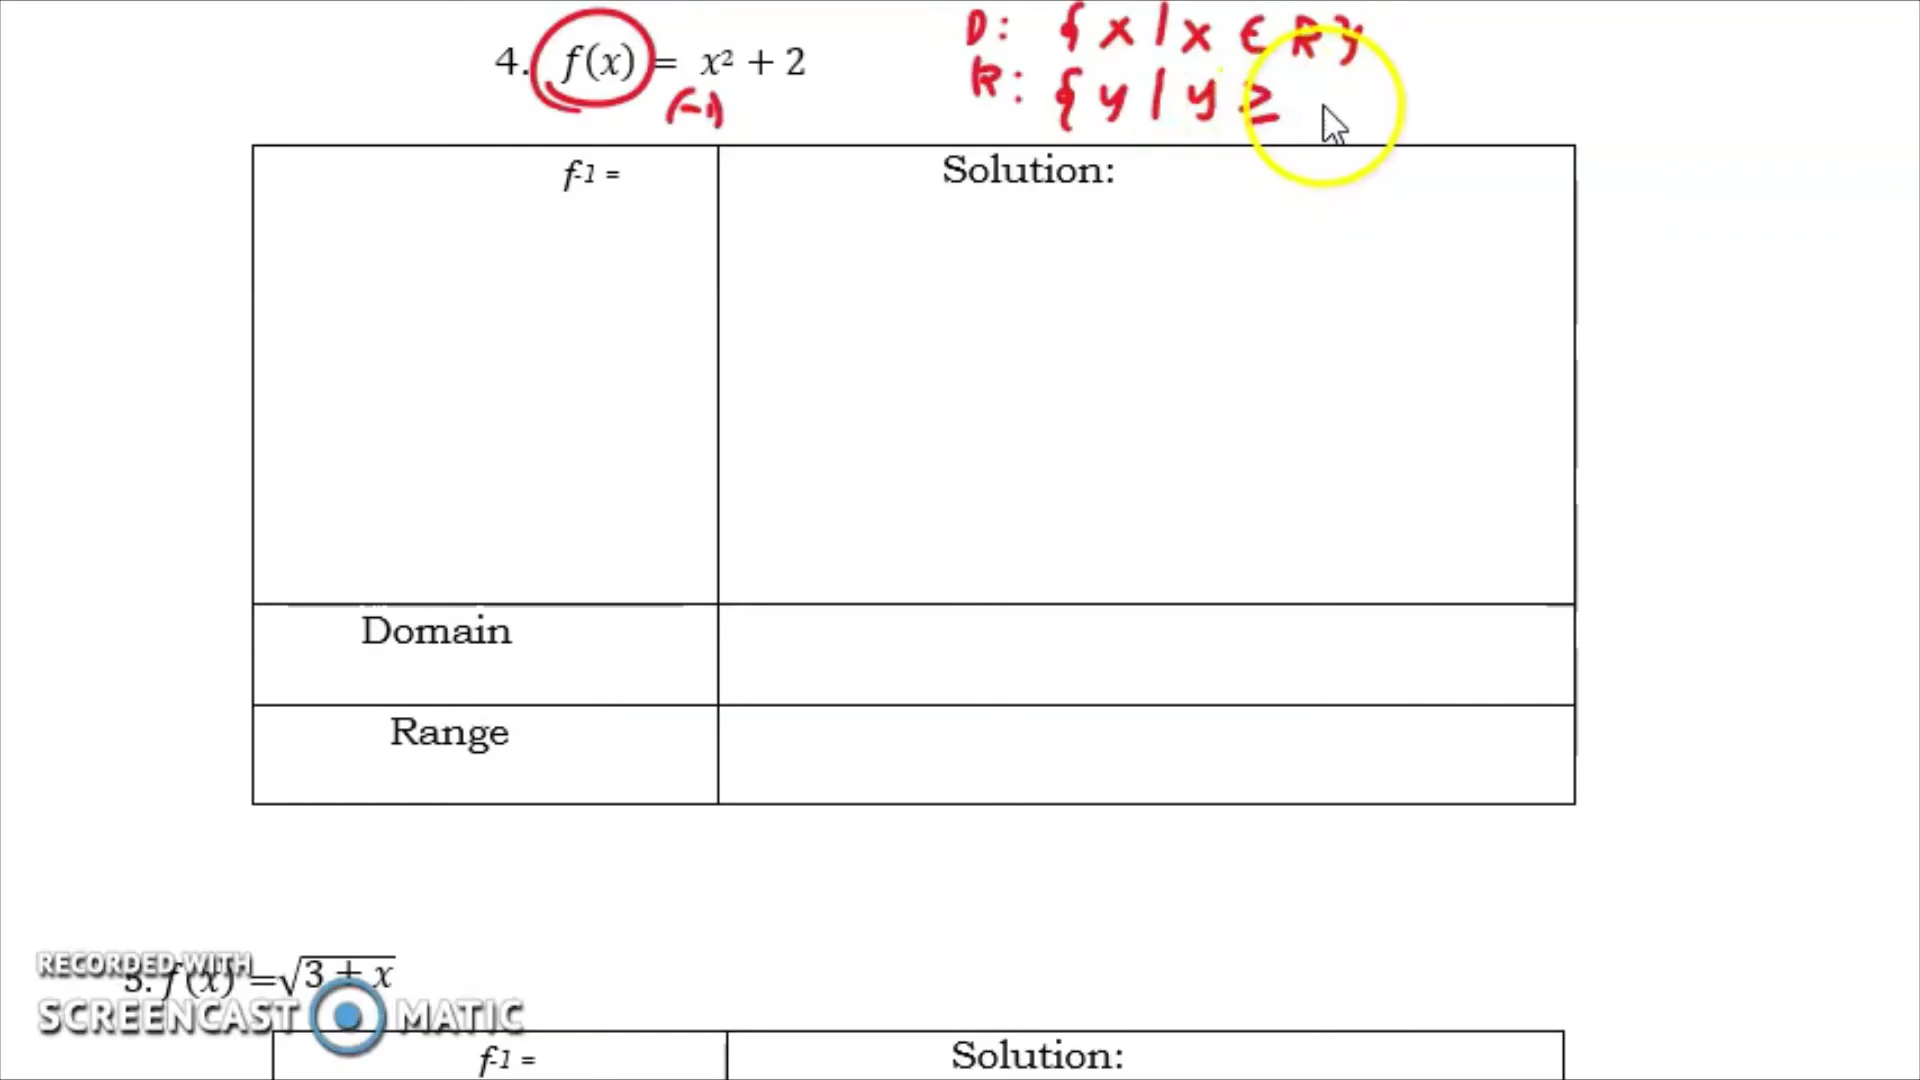 4. f(x) = x² + 2
(-1)
D: { x | x ∈ R }
R: { y | y ≥
f-1 =
Solution:
Domain
Range
5. f(x) = √3 + x
RECORDED WITH
SCREENCAST MATIC
f-1 =
Solution: